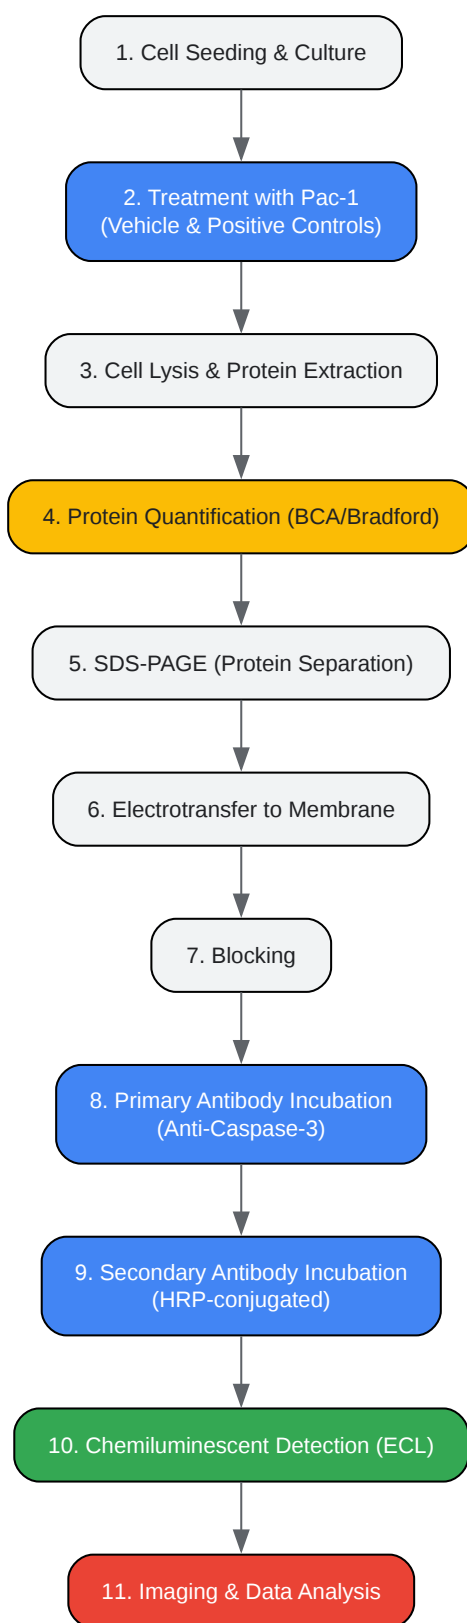 1. Cell Seeding & Culture
2. Treatment with Pac-1
(Vehicle & Positive Controls)
3. Cell Lysis & Protein Extraction
4. Protein Quantification (BCA/Bradford)
5. SDS-PAGE (Protein Separation)
6. Electrotransfer to Membrane
7. Blocking
8. Primary Antibody Incubation
(Anti-Caspase-3)
9. Secondary Antibody Incubation
(HRP-conjugated)
10. Chemiluminescent Detection (ECL)
11. Imaging & Data Analysis